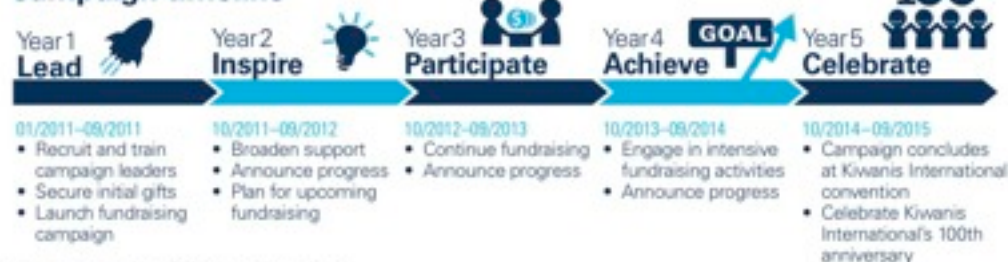 Year 1
Lead
01/2011–09/2011
• Recruit and train
campaign leaders
• Secure initial gifts
• Launch fundraising
campaign
Year 2
Inspire
10/2011–09/2012
• Broaden support
• Announce progress
• Plan for upcoming
fundraising
Year 3
Participate
$
10/2012–09/2013
• Continue fundraising
• Announce progress
Year 4
Achieve
GOAL
10/2013–09/2014
• Engage in intensive
fundraising activities
• Announce progress
Year 5
Celebrate
10/2014–09/2015
• Campaign concludes
at Kiwanis International
convention
• Celebrate Kiwanis
International's 100th
anniversary